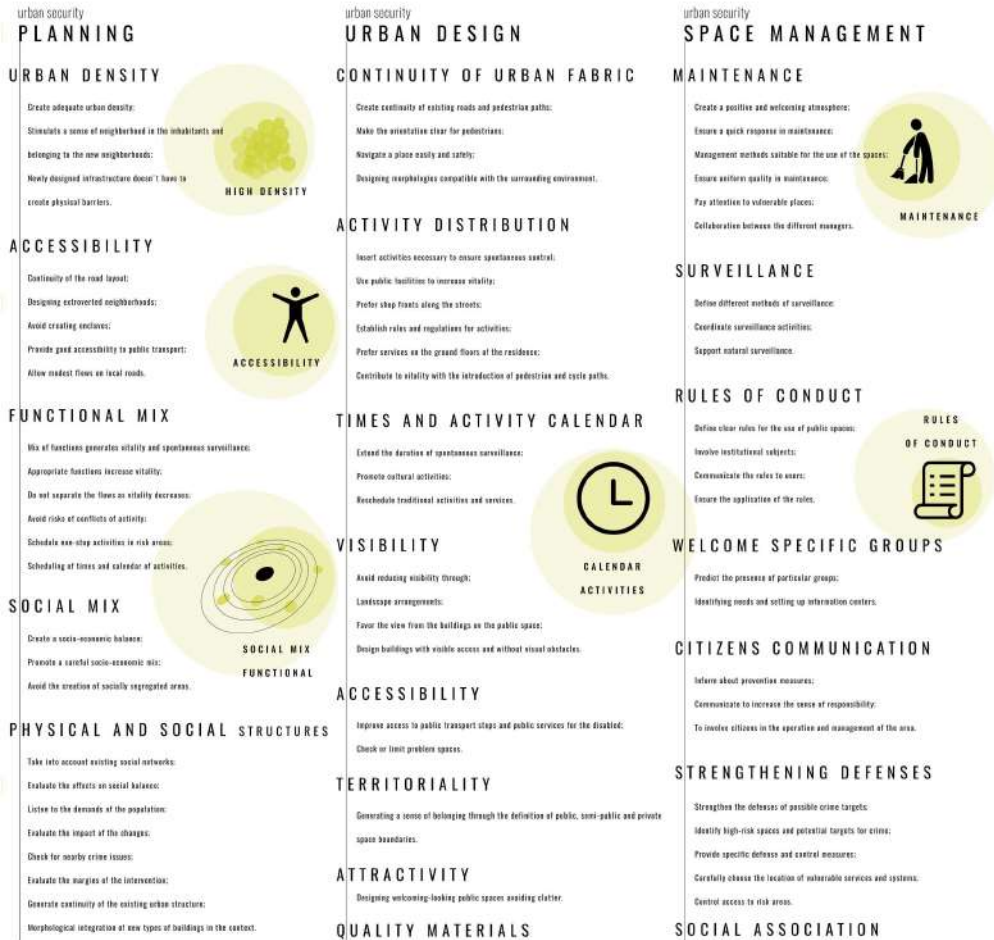 urban security
PLANNING
URBAN DENSITY
Create adequate urban density;
Stimulate a sense of neighborhood in the inhabitants and
belonging to the new neighborhoods;
Newly designed infrastructure doesn't have to
create physical barriers.
HIGH DENSITY
ACCESSIBILITY
Continuity of the road layout;
Designing extroverted neighborhoods;
Avoid creating enclaves;
Provide good accessibility to public transport;
Allow modest flows on local roads.
ACCESSIBILITY
FUNCTIONAL MIX
Mix of functions generates vitality and spontaneous surveillance;
Appropriate functions increase vitality;
Do not separate the flows as vitality decreases;
Avoid risks of conflicts of activity;
Schedule non-stop activities in risk areas;
Scheduling of times and calendar of activities.
SOCIAL MIX
Create a socio-economic balance;
Promote a careful socio-economic mix;
Avoid the creation of socially segregated areas.
SOCIAL MIX
FUNCTIONAL
PHYSICAL AND SOCIAL STRUCTURES
Take into account existing social networks;
Evaluate the effects on social balance;
Listen to the demands of the population;
Evaluate the impact of the changes;
Check for nearby crime issues;
Evaluate the margins of the intervention;
Generate continuity of the existing urban structure;
Morphological integration of new types of buildings in the context.
urban security
URBAN DESIGN
CONTINUITY OF URBAN FABRIC
Create continuity of existing roads and pedestrian paths;
Make the orientation clear for pedestrians;
Navigate a place easily and safely;
Designing morphologies compatible with the surrounding environment.
ACTIVITY DISTRIBUTION
Insert activities necessary to ensure spontaneous control;
Use public facilities to increase vitality;
Prefer shop fronts along the streets;
Establish rules and regulations for activities;
Prefer services on the ground floors of the residence;
Contribute to vitality with the introduction of pedestrian and cycle paths.
TIMES AND ACTIVITY CALENDAR
Extend the duration of spontaneous surveillance;
Promote cultural activities;
Reschedule traditional activities and services.
CALENDAR
ACTIVITIES
VISIBILITY
Avoid reducing visibility through;
Landscape arrangements;
Favor the view from the buildings on the public space;
Design buildings with visible access and without visual obstacles.
ACCESSIBILITY
Improve access to public transport stops and public services for the disabled;
Check or limit problem spaces.
TERRITORIALITY
Generating a sense of belonging through the definition of public, semi-public and private
space boundaries.
ATTRACTIVITY
Designing welcoming-looking public spaces avoiding clatter.
QUALITY MATERIALS
urban security
SPACE MANAGEMENT
MAINTENANCE
Create a positive and welcoming atmosphere;
Ensure a quick response in maintenance;
Management methods suitable for the use of the spaces;
Ensure uniform quality in maintenance;
Pay attention to vulnerable places;
Collaboration between the different managers.
MAINTENANCE
SURVEILLANCE
Define different methods of surveillance;
Coordinate surveillance activities;
Support natural surveillance.
RULES OF CONDUCT
Define clear rules for the use of public spaces;
Involve institutional subjects;
Communicate the rules to users;
Ensure the application of the rules.
RULES
OF CONDUCT
WELCOME SPECIFIC GROUPS
Predict the presence of particular groups;
Identifying needs and setting up information centers.
CITIZENS COMMUNICATION
Inform about prevention measures;
Communicate to increase the sense of responsibility;
To involve citizens in the operation and management of the area.
STRENGTHENING DEFENSES
Strengthen the defenses of possible crime targets;
Identify high-risk spaces and potential targets for crime;
Provide specific defense and control measures;
Carefully choose the location of vulnerable services and systems.
Control access to risk areas.
SOCIAL ASSOCIATION